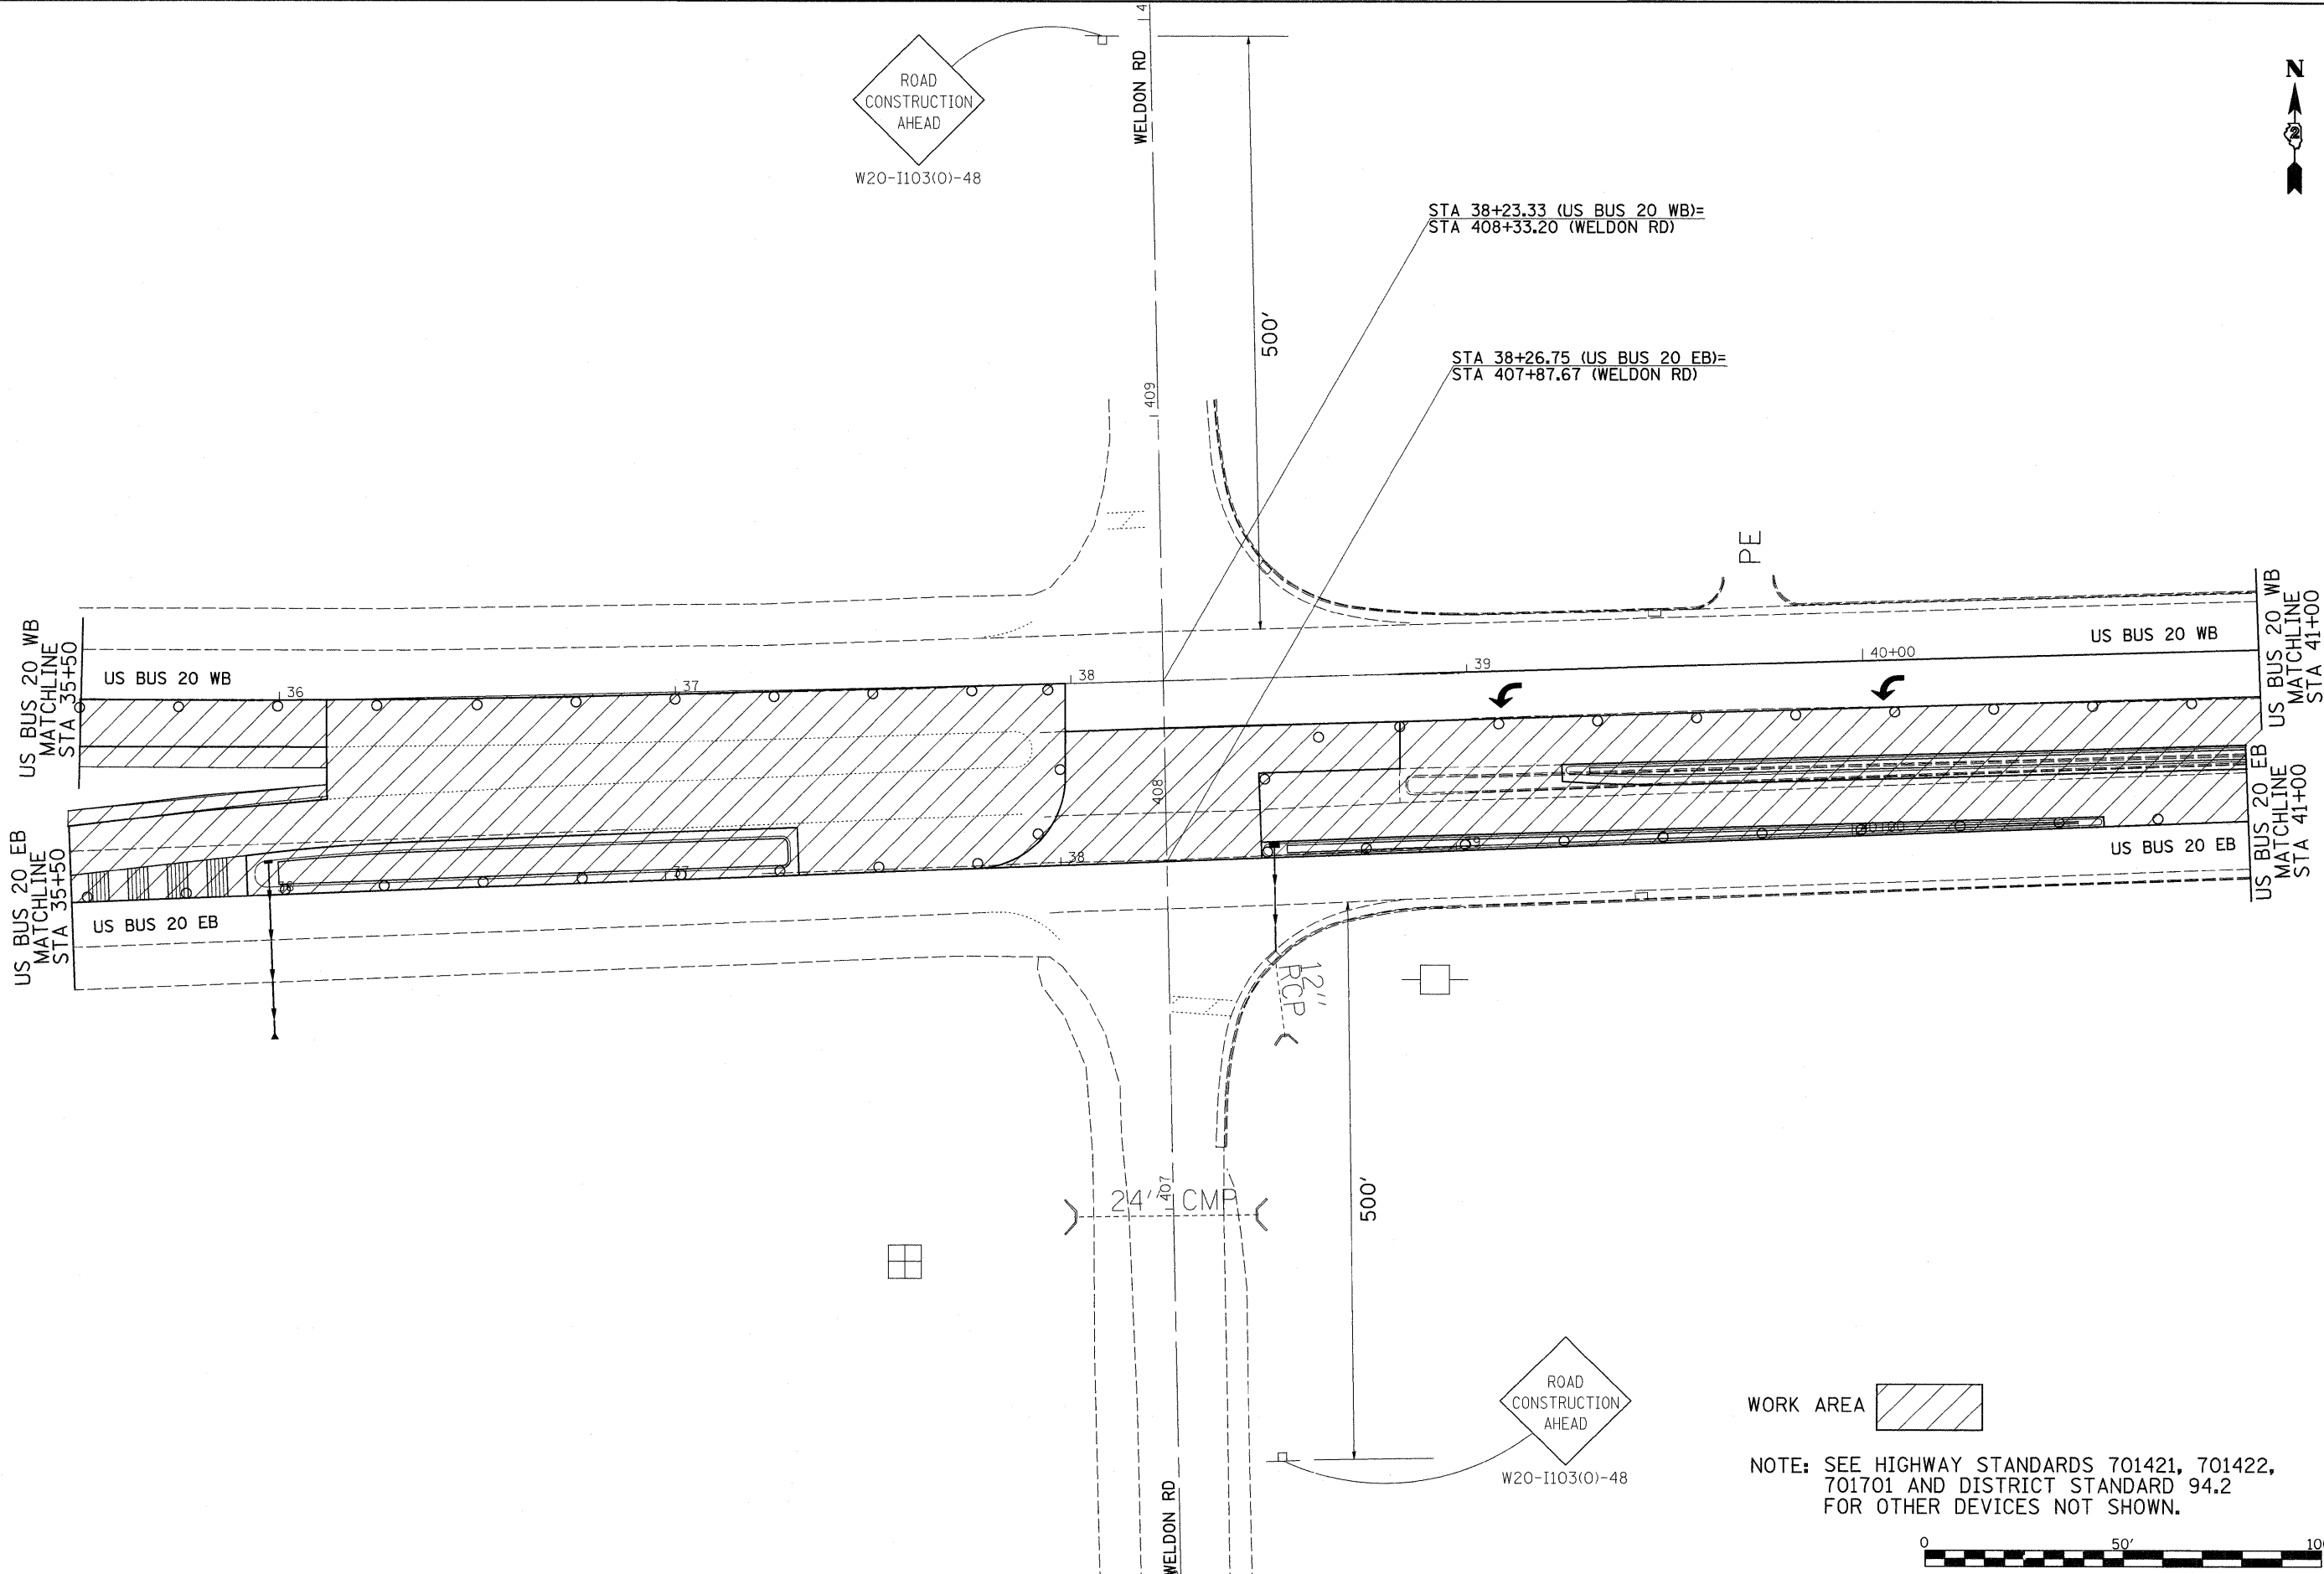 4
WELDON RD
N
2
ROAD
CONSTRUCTION
AHEAD
W20-I103(O)-48
STA 38+23.33 (US BUS 20 WB)=
STA 408+33.20 (WELDON RD)
500'
STA 38+26.75 (US BUS 20 EB)=
STA 407+87.67 (WELDON RD)
409
PE
US BUS 20 WB
MATCHLINE
STA 35+50
US BUS 20 WB
36
37
38
39
40+00
US BUS 20 WB
US BUS 20 WB
MATCHLINE
STA 41+00
408
US BUS 20 EB
MATCHLINE
STA 35+50
US BUS 20 EB
37
38
39
US BUS 20 EB
US BUS 20 EB
MATCHLINE
STA 41+00
12"
RCP
24" CMP
407
500'
ROAD
CONSTRUCTION
AHEAD
W20-I103(O)-48
WELDON RD
WORK AREA
NOTE: SEE HIGHWAY STANDARDS 701421, 701422,
701701 AND DISTRICT STANDARD 94.2
FOR OTHER DEVICES NOT SHOWN.
0
50'